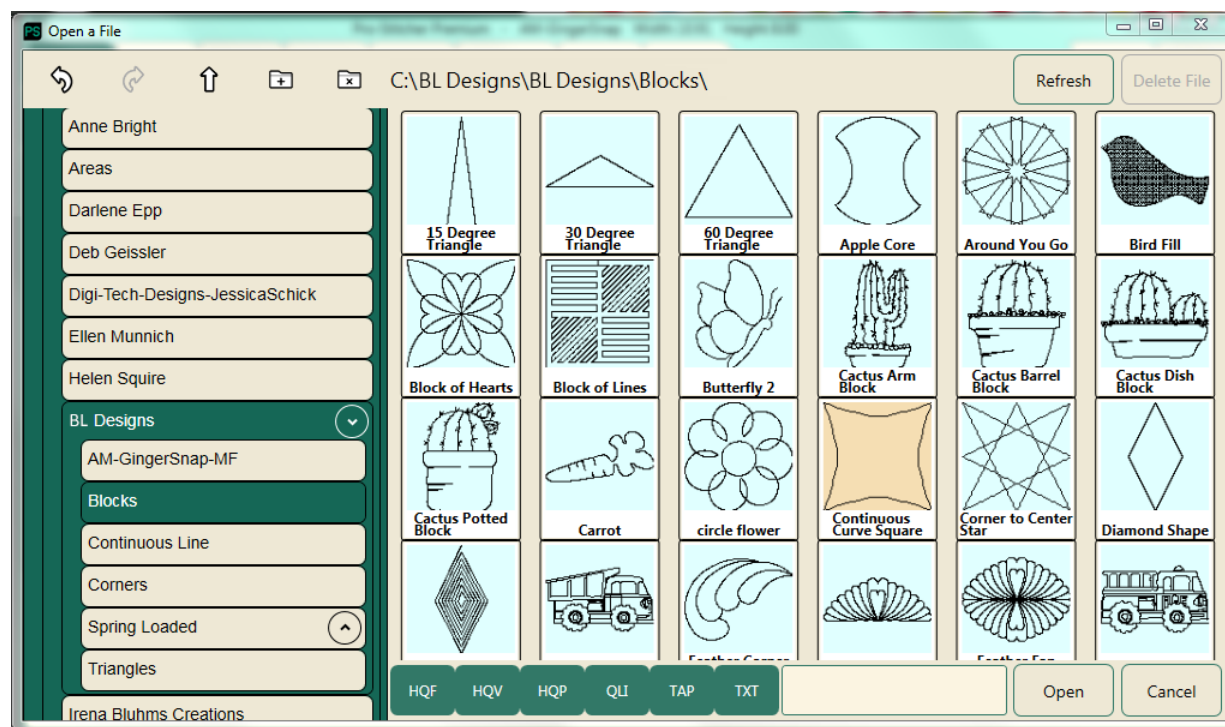 PS Open a File
C:\BL Designs\BL Designs\Blocks\
Refresh
Delete File
Anne Bright
Areas
Darlene Epp
Deb Geissler
Digi-Tech-Designs-JessicaSchick
Ellen Munnich
Helen Squire
BL Designs
AM-GingerSnap-MF
Blocks
Continuous Line
Corners
Spring Loaded
Triangles
Irena Bluhms Creations
15 Degree
Triangle
30 Degree
Triangle
60 Degree
Triangle
Apple Core
Around You Go
Bird Fill
Block of Hearts
Block of Lines
Butterfly 2
Cactus Arm
Block
Cactus Barrel
Block
Cactus Dish
Block
Cactus Potted
Block
Carrot
circle flower
Continuous
Curve Square
Corner to Center
Star
Diamond Shape
Feather Corner
Feather Fan
HQF
HQV
HQP
QLI
TAP
TXT
Open
Cancel